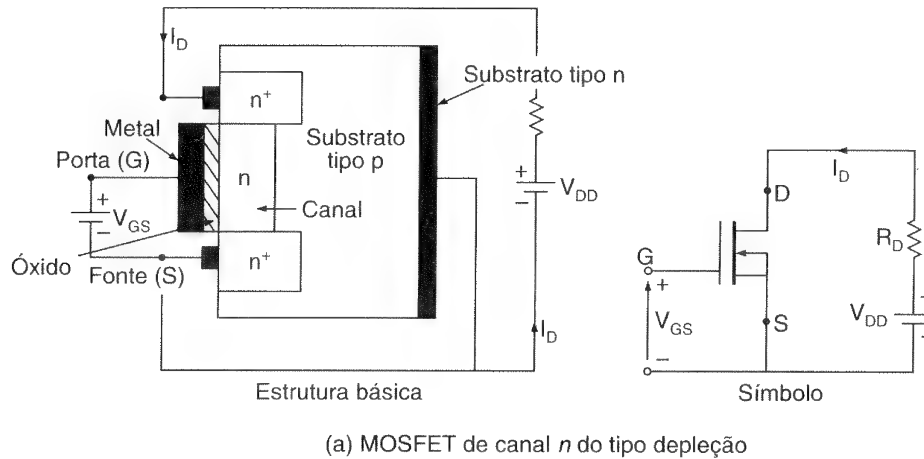 I_D
n⁺
Substrato tipo n
Metal
Substrato
tipo p
Porta (G)
n
+
−
V_DD
+
−
V_GS
Canal
Óxido
Fonte (S)
n⁺
I_D
Estrutura básica
I_D
D
R_D
G
+
V_GS
−
S
V_DD
−
+
Símbolo
(a) MOSFET de canal n do tipo depleção